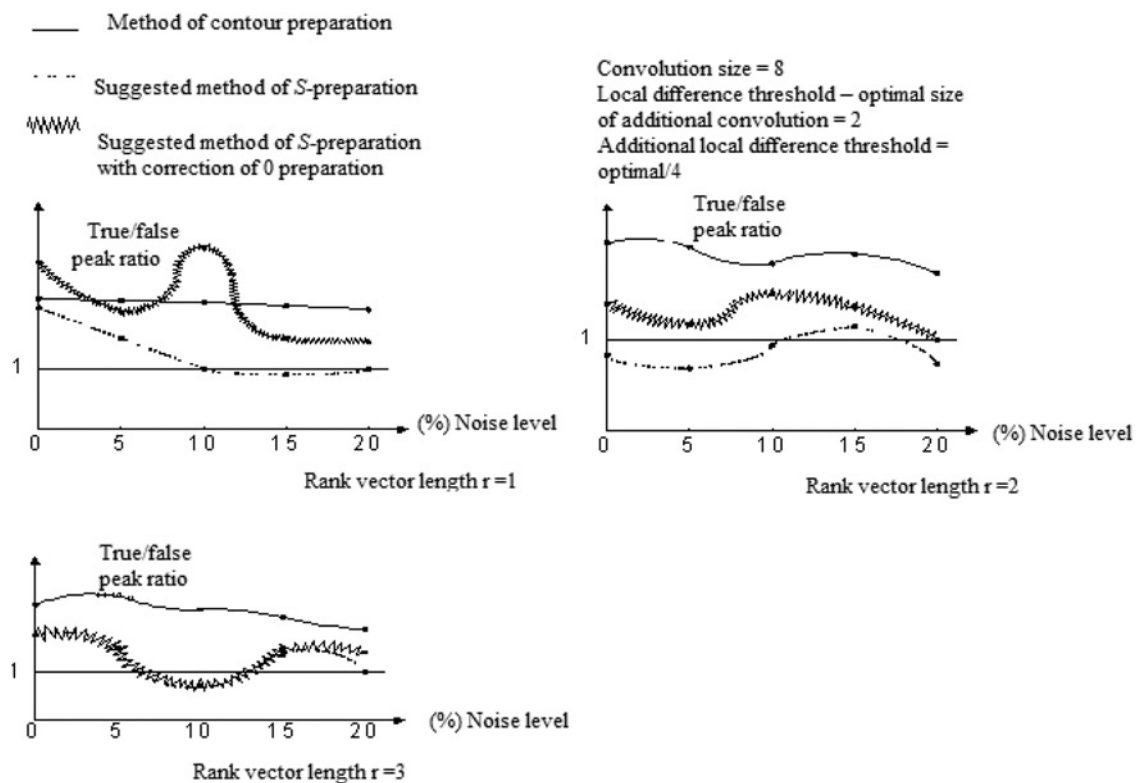 Method of contour preparation
Suggested method of S-preparation
Suggested method of S-preparation
with correction of 0 preparation
Convolution size = 8
Local difference threshold – optimal size
of additional convolution = 2
Additional local difference threshold =
optimal/4
True/false
peak ratio
1
0 5 10 15 20
(%) Noise level
Rank vector length r =1
True/false
peak ratio
1
0 5 10 15 20
(%) Noise level
Rank vector length r =2
True/false
peak ratio
1
0 5 10 15 20
(%) Noise level
Rank vector length r =3